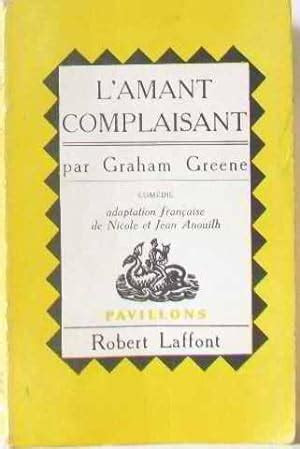 L'AMANT
COMPLAISANT
par Graham Greene
COMÉDIE
adaptation française
de Nicole et Jean Anouilh
PAVILLONS
Robert Laffont